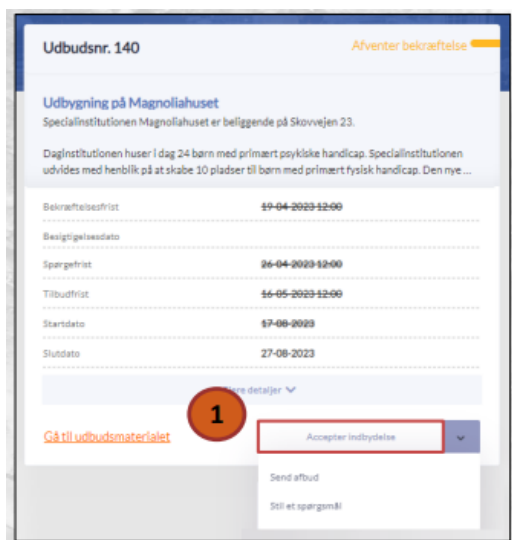 Udbudsnr. 140
Afventer bekræftelse
Udbygning på Magnoliahuset
Specialinstitutionen Magnoliahuset er beliggende på Skovvejen 23.
Daginstitutionen huser i dag 24 børn med primært psykiske handicap. Specialinstitutionen
udvides med henblik på at skabe 10 pladser til børn med primært fysisk handicap. Den nye ...
Bekræftelsesfrist 19-04-2023 12:00
Besigtigelsesdato
Spørgefrist 26-04-2023 12:00
Tilbudfrist 16-05-2023 12:00
Startdato 17-08-2023
Slutdato 27-08-2023
detaljer
1
Gå til udbudsmaterialet
Accepter indbydelse
Send afbud
Stil et spørgsmål